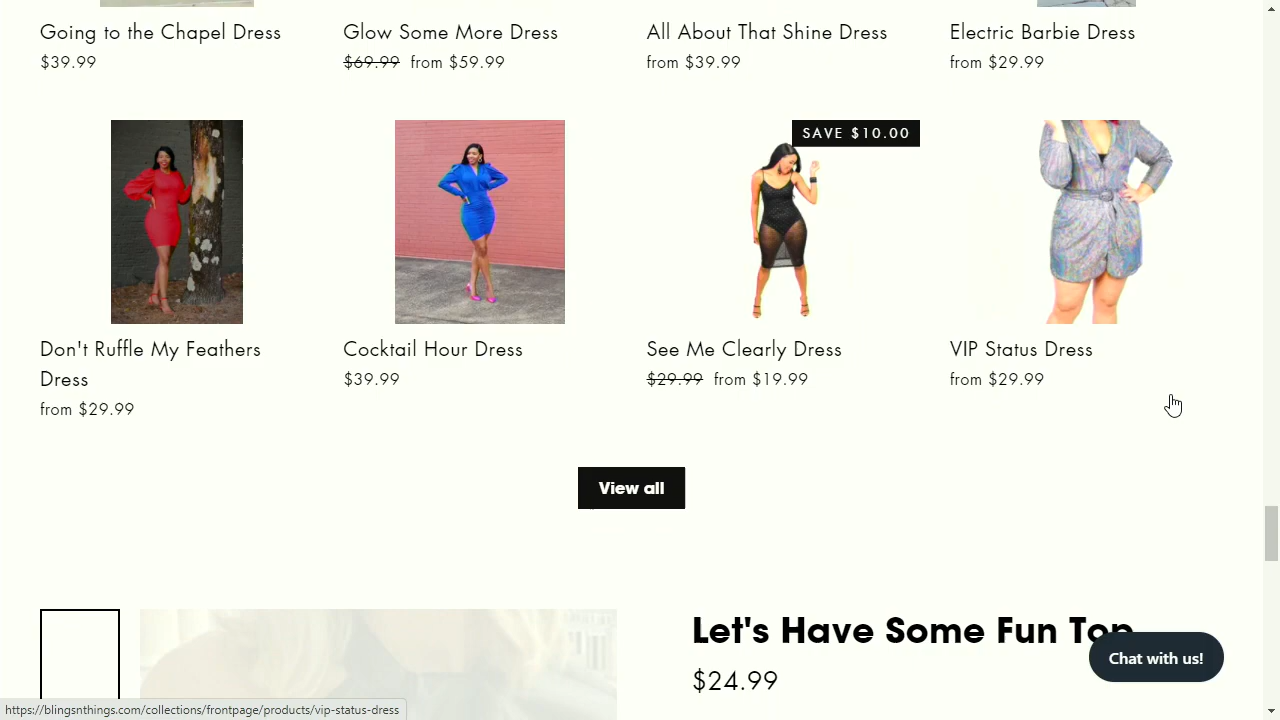 Going to the Chapel Dress
$39.99
Glow Some More Dress
$69.99 from $59.99
All About That Shine Dress
from $39.99
Electric Barbie Dress
from $29.99
SAVE $10.00
Don't Ruffle My Feathers
Dress
from $29.99
Cocktail Hour Dress
$39.99
See Me Clearly Dress
$29.99 from $19.99
VIP Status Dress
from $29.99
View all
Let's Have Some Fun Top
$24.99
Chat with us!
https://blingsnthings.com/collections/frontpage/products/vip-status-dress